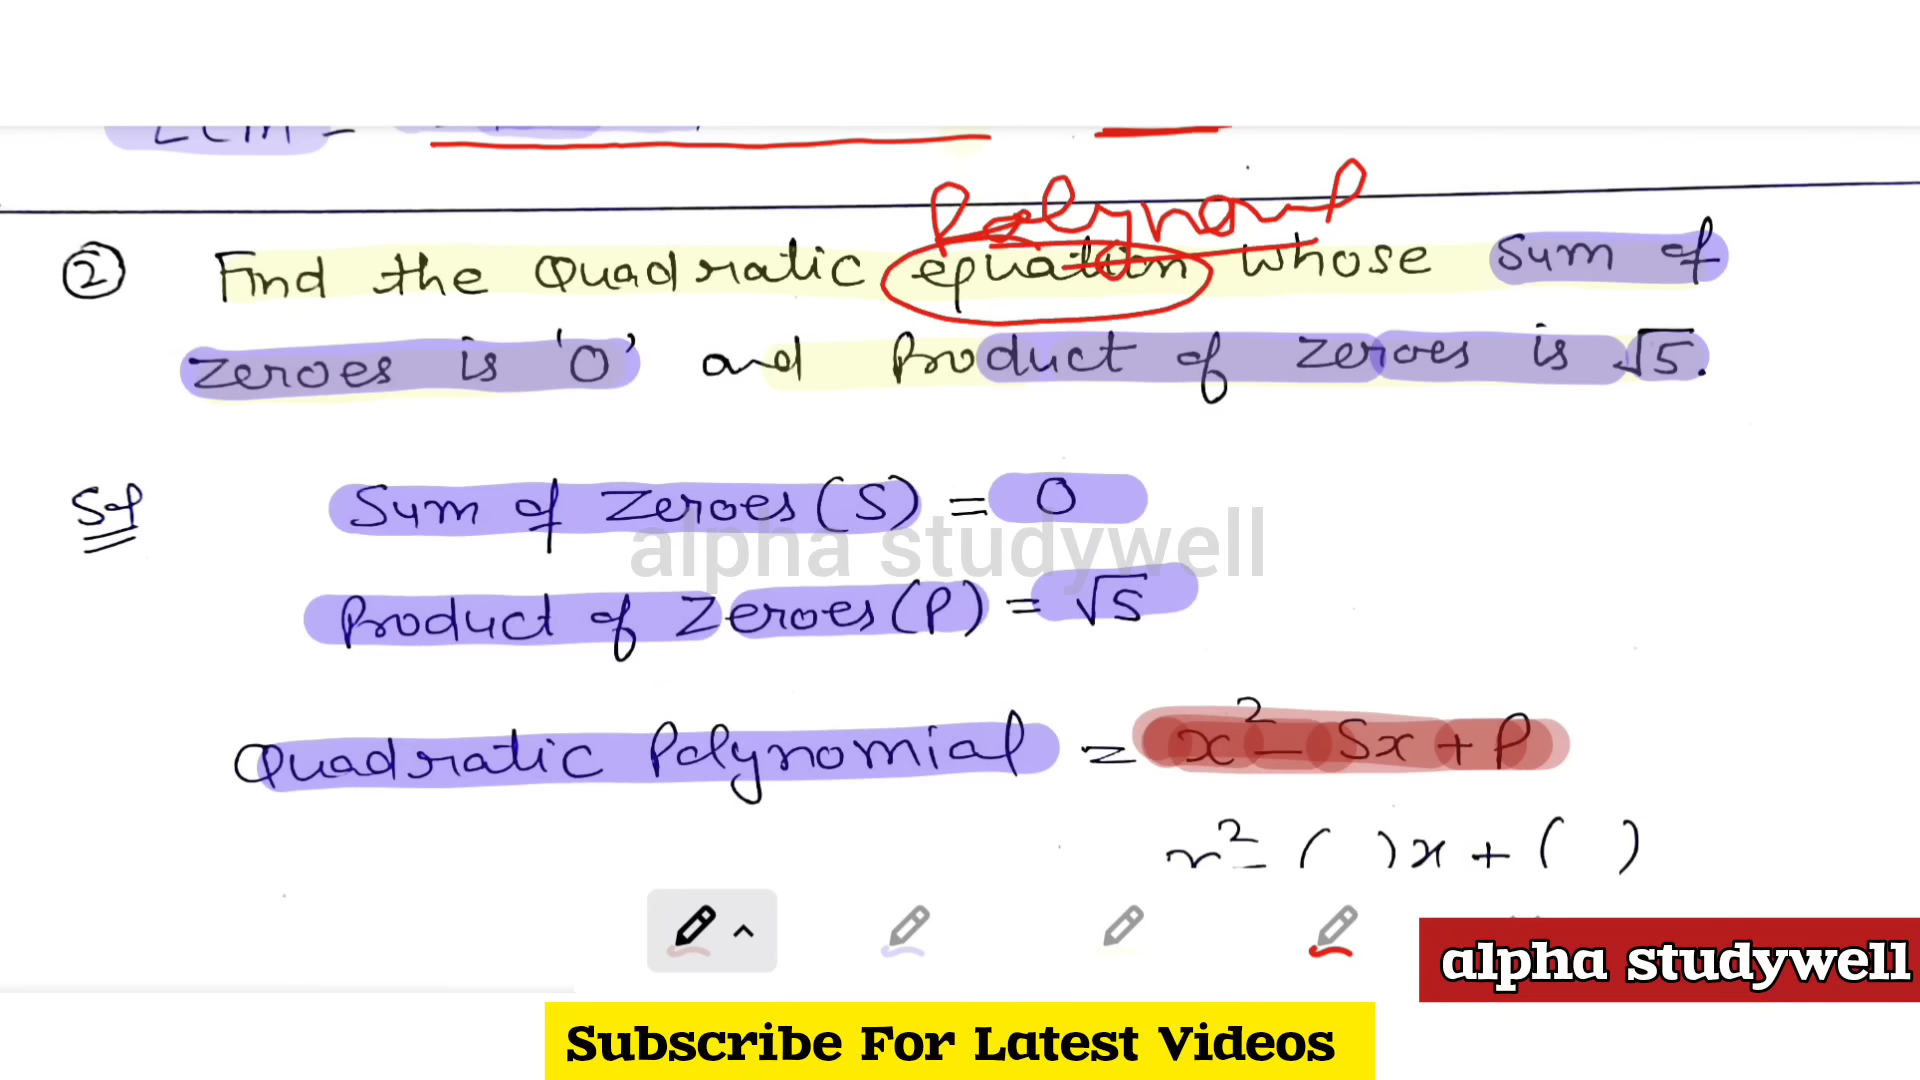 LCM =
Polynomial
② Find the Quadratic equation whose sum of
zeroes is '0' and Product of zeroes is √5.
Sol Sum of Zeroes (S) = 0
alpha studywell
Product of Zeroes (P) = √5
Quadratic Polynomial = x² - Sx + P
x² - ( )x + ( )
alpha studywell
Subscribe For Latest Videos